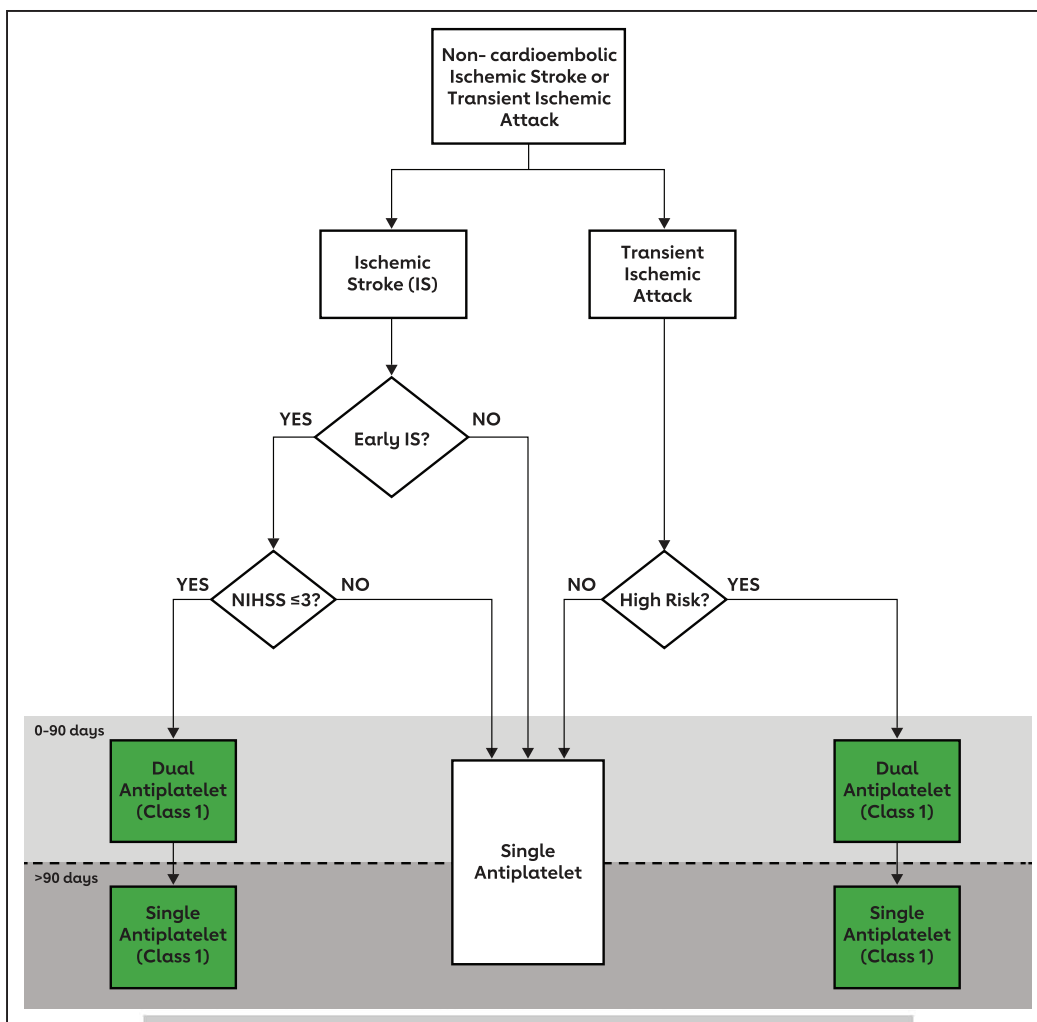 Non- cardioembolic
Ischemic Stroke or
Transient Ischemic
Attack
Ischemic
Stroke (IS)
Transient
Ischemic
Attack
YES
Early IS?
NO
YES
NIHSS ≤3?
NO
NO
High Risk?
YES
0-90 days
Dual
Antiplatelet
(Class 1)
Single
Antiplatelet
Dual
Antiplatelet
(Class 1)
>90 days
Single
Antiplatelet
(Class 1)
Single
Antiplatelet
(Class 1)